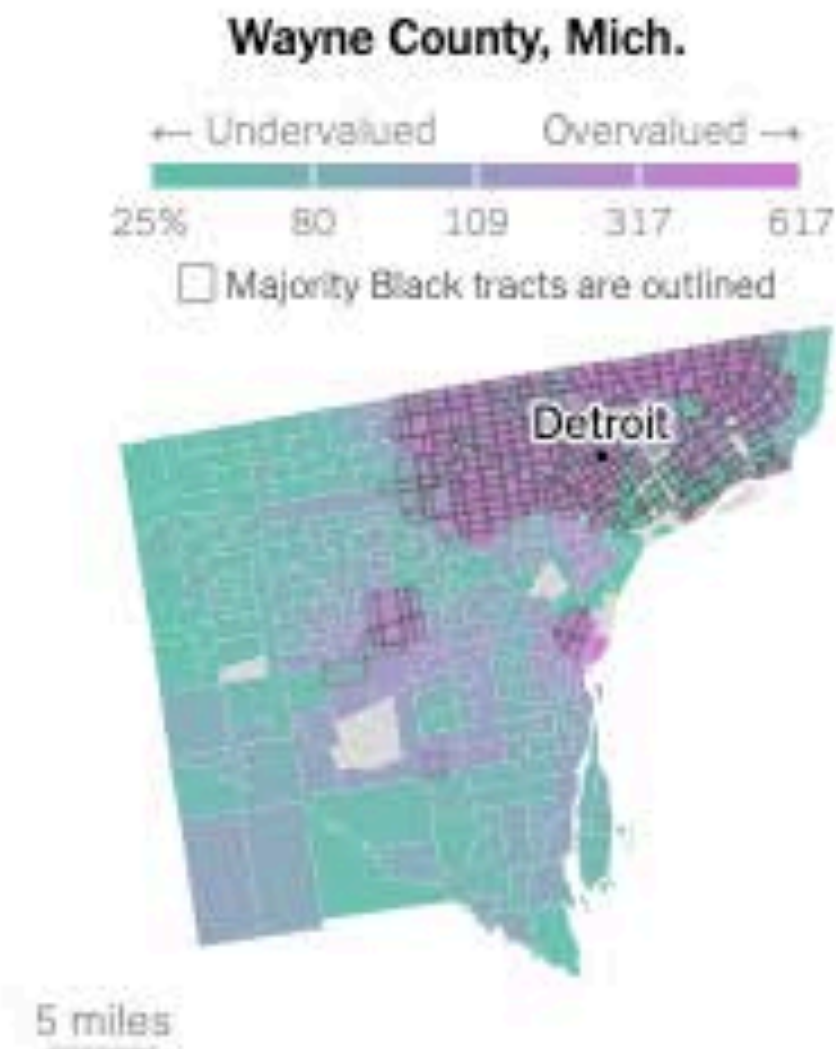 Wayne County, Mich.
← Undervalued Overvalued →
25% 80 109 317 617
Majority Black tracts are outlined
Detroit
5 miles